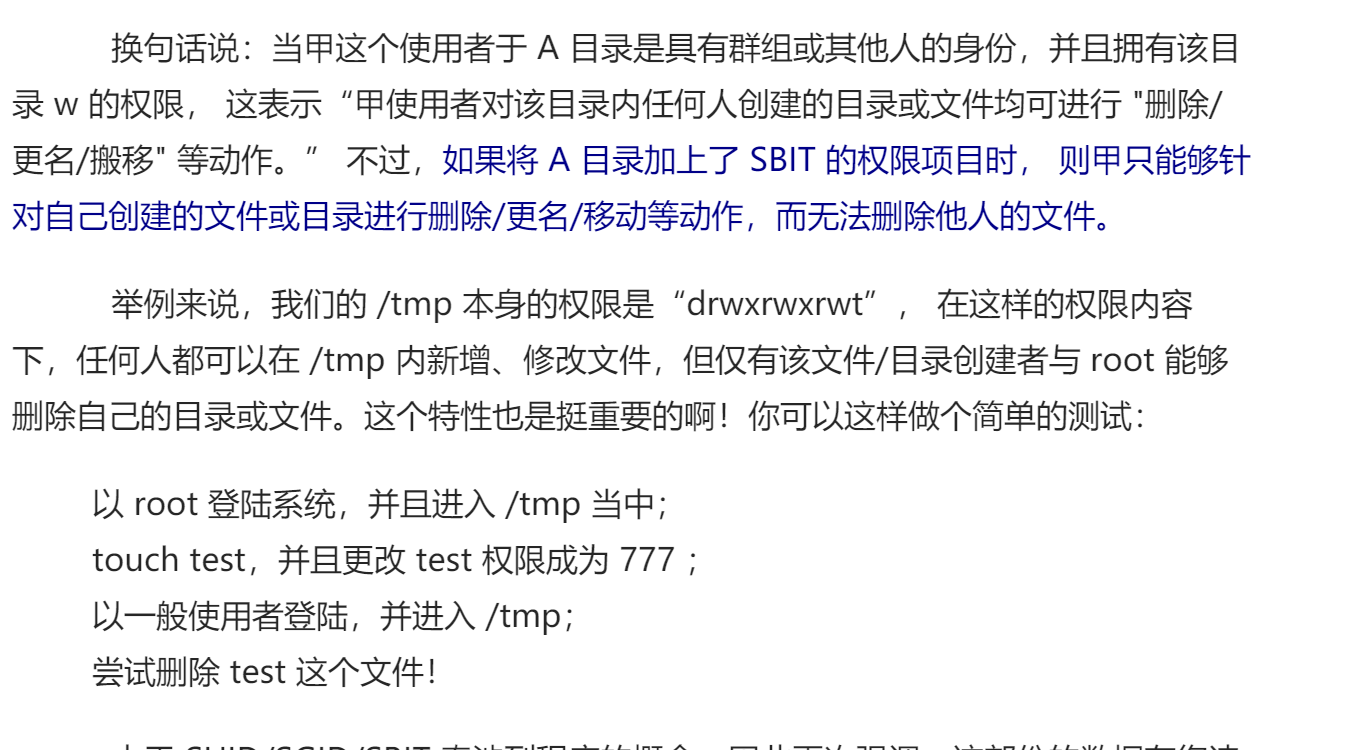 换句话说：当甲这个使用者于 A 目录是具有群组或其他人的身份，并且拥有该目
录 w 的权限， 这表示“甲使用者对该目录内任何人创建的目录或文件均可进行 "删除/
更名/搬移" 等动作。” 不过，如果将 A 目录加上了 SBIT 的权限项目时， 则甲只能够针
对自己创建的文件或目录进行删除/更名/移动等动作，而无法删除他人的文件。
举例来说，我们的 /tmp 本身的权限是“drwxrwxrwt”， 在这样的权限内容
下，任何人都可以在 /tmp 内新增、修改文件，但仅有该文件/目录创建者与 root 能够
删除自己的目录或文件。这个特性也是挺重要的啊！你可以这样做个简单的测试：
以 root 登陆系统，并且进入 /tmp 当中；
touch test，并且更改 test 权限成为 777 ；
以一般使用者登陆，并进入 /tmp；
尝试删除 test 这个文件！